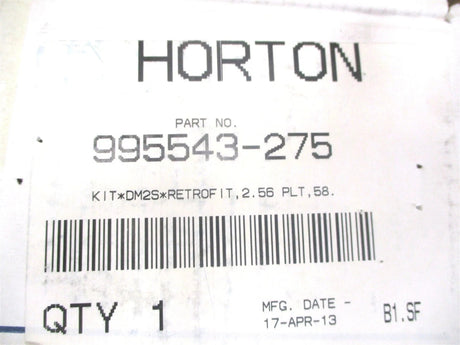 HORTON
PART NO.
995543-275
KIT*DM2S*RETROFIT,2.56 PLT,58.
QTY 1
MFG. DATE -
17-APR-13
B1.SF